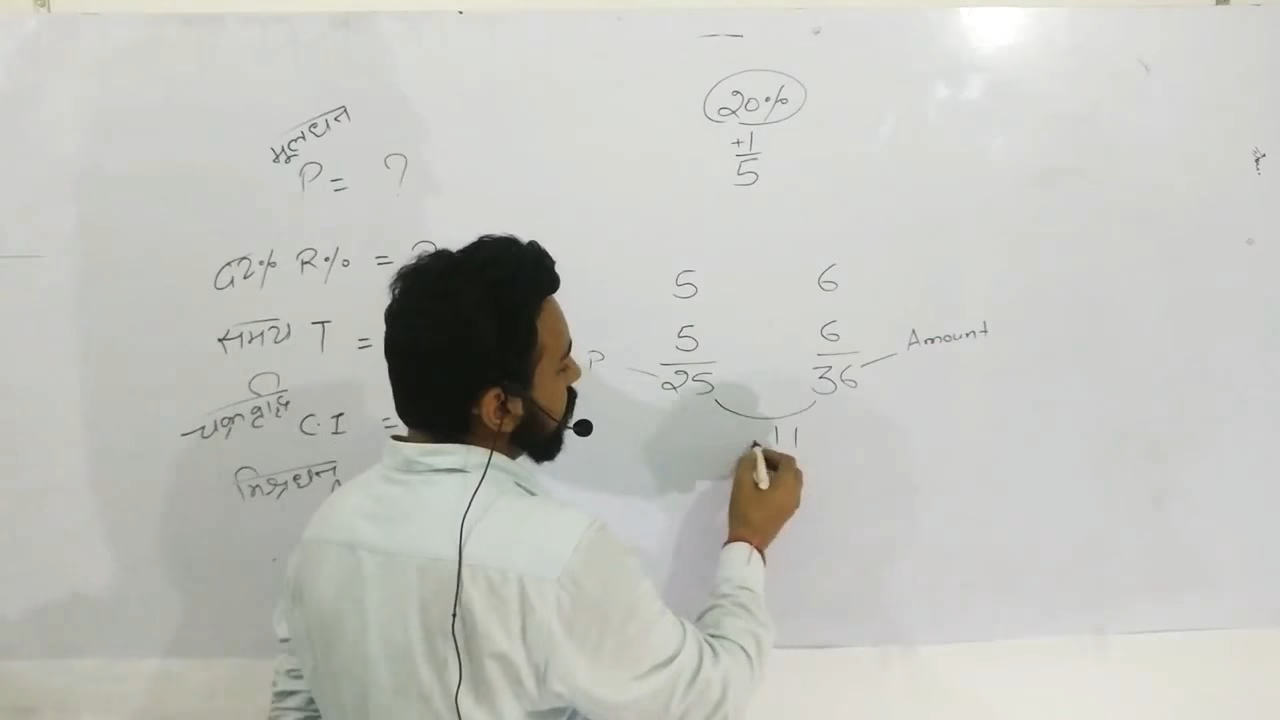 मूलधन
P = ?
दर% R% = ?
समय T =
चक्रवृद्धि C.I =
मिश्रधन
20%
+1
5
5 6
5 6
P 25 36 Amount
11